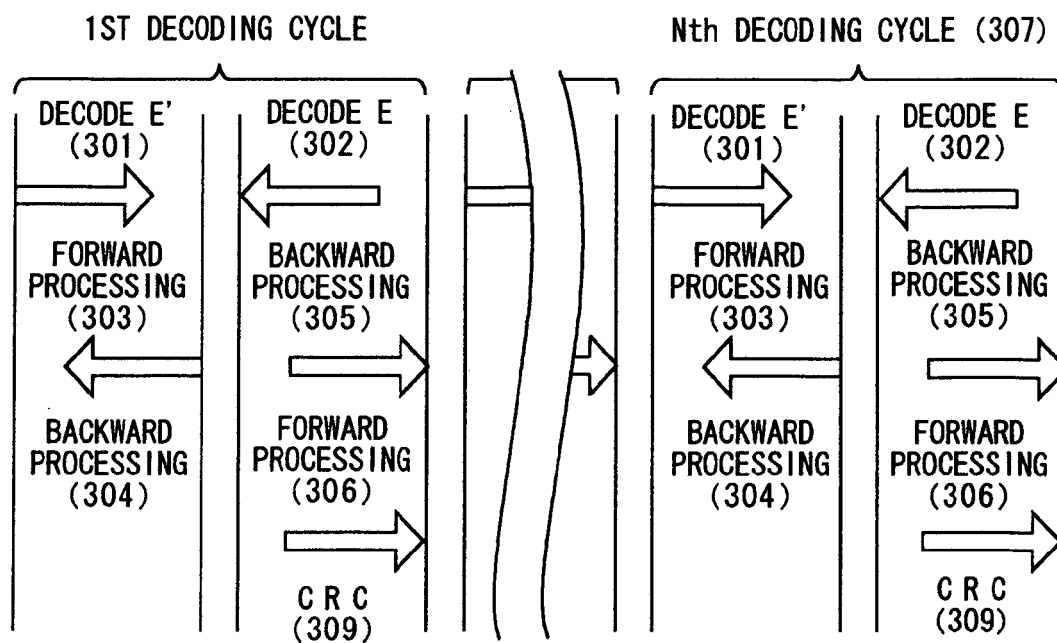 1ST DECODING CYCLE
Nth DECODING CYCLE (307)
DECODE E'
(301)
DECODE E
(302)
FORWARD
PROCESSING
(303)
BACKWARD
PROCESSING
(305)
BACKWARD
PROCESSING
(304)
FORWARD
PROCESSING
(306)
CRC
(309)
DECODE E'
(301)
DECODE E
(302)
FORWARD
PROCESSING
(303)
BACKWARD
PROCESSING
(305)
BACKWARD
PROCESSING
(304)
FORWARD
PROCESSING
(306)
CRC
(309)